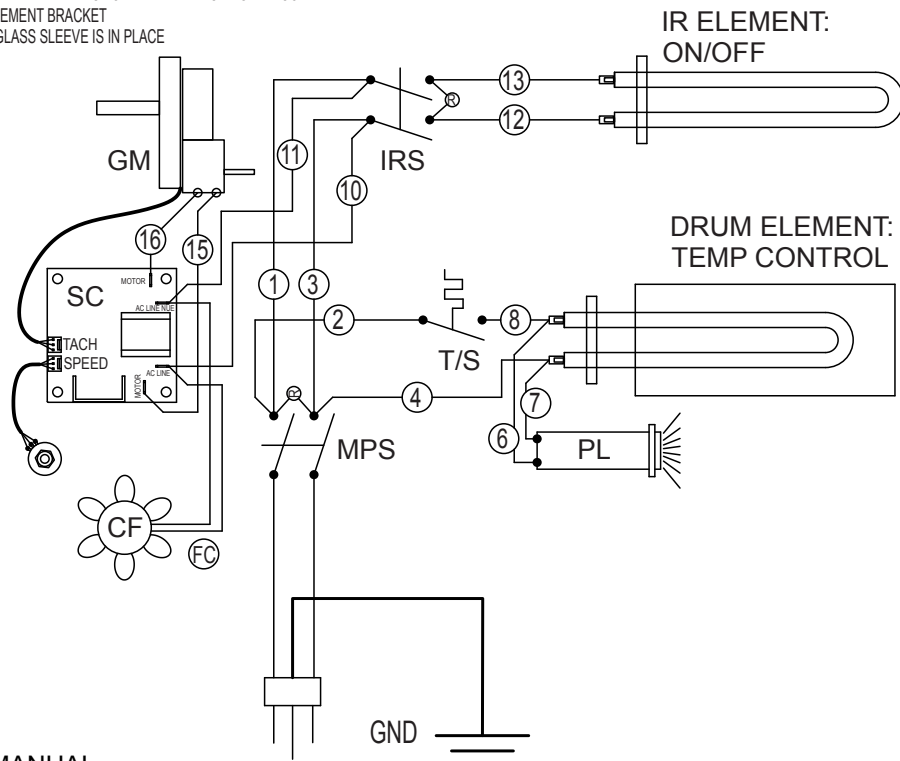 EMENT BRACKET
GLASS SLEEVE IS IN PLACE
IR ELEMENT:
ON/OFF
13
R
12
GM
11
IRS
10
16
15
DRUM ELEMENT:
TEMP CONTROL
MOTOR
SC
AC LINE NUE
1
3
2
8
T/S
TACH
SPEED
AC LINE
MOTOR
R
4
7
6
MPS
PL
CF
FC
GND
MANUAL